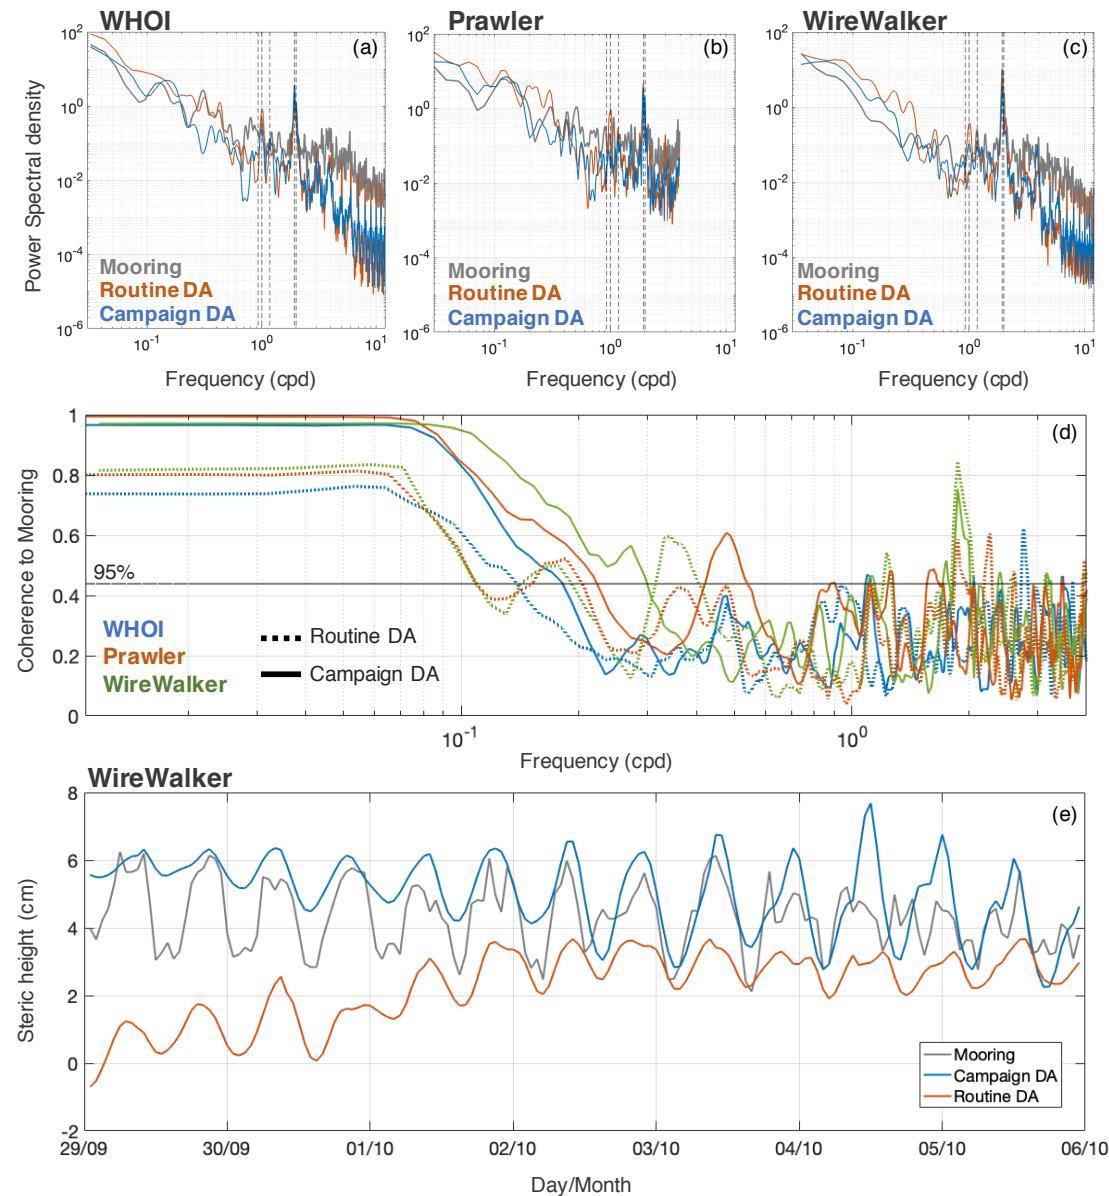 WHOI Prawler WireWalker
(a) (b) (c)
10^2 10^2 10^2
10^0 10^0 10^0
10^-2 10^-2 10^-2
10^-4 10^-4 10^-4
10^-6 10^-6 10^-6
Power Spectral density
Mooring Mooring Mooring
Routine DA Routine DA Routine DA
Campaign DA Campaign DA Campaign DA
10^-1 10^0 10^1 10^-1 10^0 10^1 10^-1 10^0 10^1
Frequency (cpd) Frequency (cpd) Frequency (cpd)
(d)
1
0.8
0.6
0.4
0.2
0
Coherence to Mooring
95%
WHOI
Prawler
WireWalker
Routine DA
Campaign DA
10^-1 10^0
Frequency (cpd)
WireWalker
(e)
8
6
4
2
0
-2
Steric height (cm)
Mooring
Campaign DA
Routine DA
29/09 30/09 01/10 02/10 03/10 04/10 05/10 06/10
Day/Month